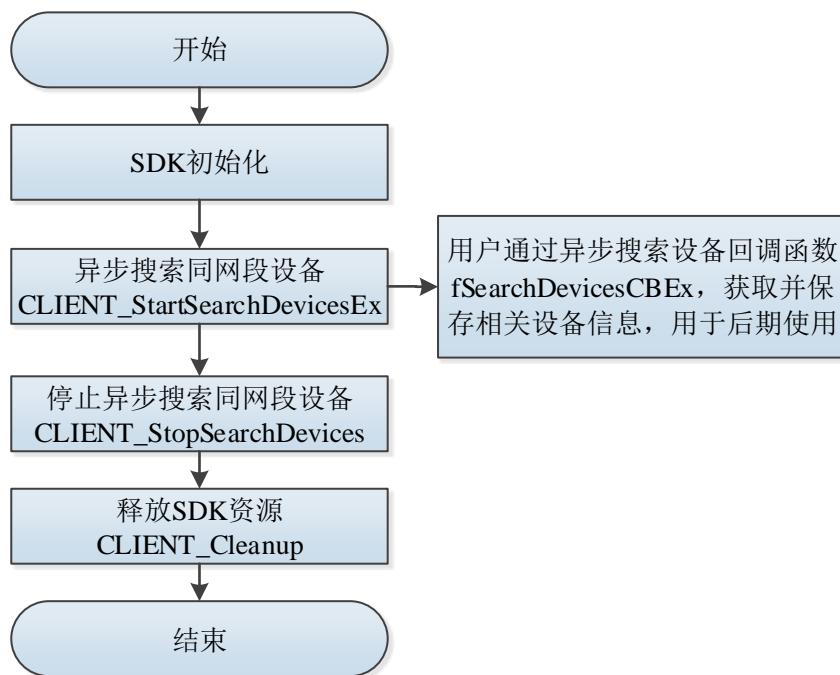 开始
SDK初始化
异步搜索同网段设备
CLIENT_StartSearchDevicesEx
用户通过异步搜索设备回调函数
fSearchDevicesCBEx，获取并保
存相关设备信息，用于后期使用
停止异步搜索同网段设备
CLIENT_StopSearchDevices
释放SDK资源
CLIENT_Cleanup
结束